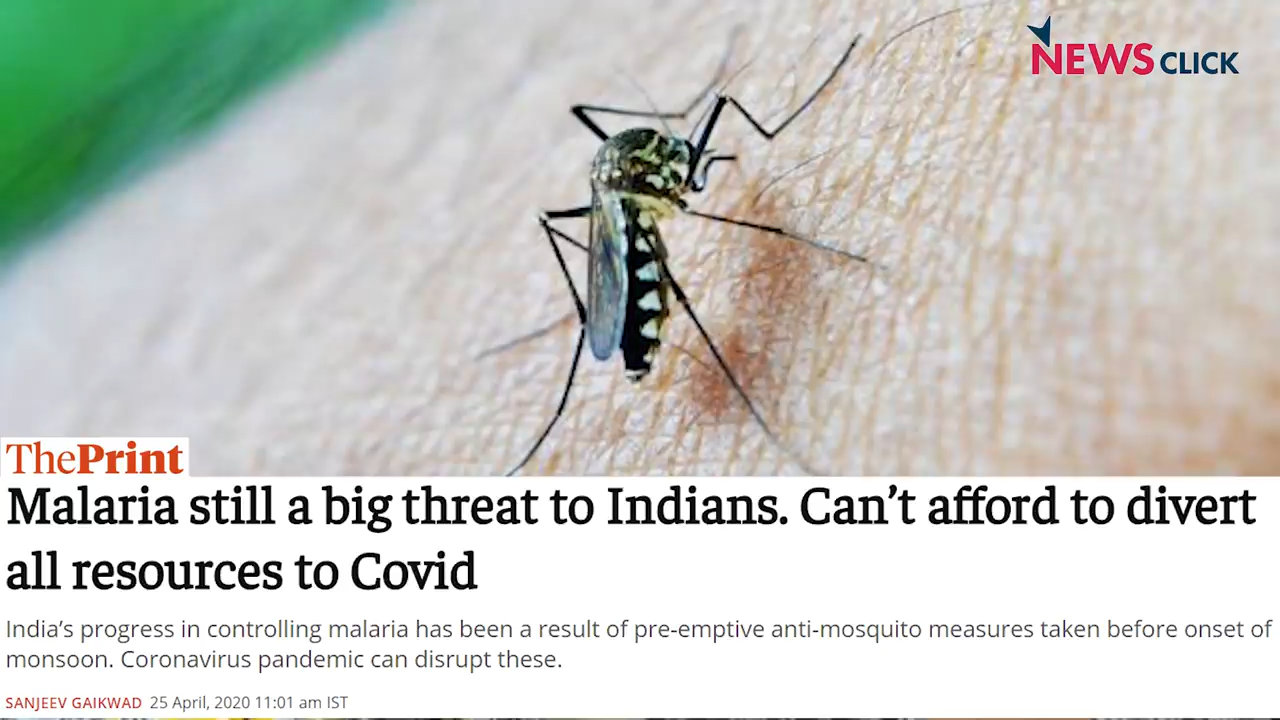 NEWS CLICK
ThePrint
Malaria still a big threat to Indians. Can’t afford to divert
all resources to Covid
India’s progress in controlling malaria has been a result of pre-emptive anti-mosquito measures taken before onset of
monsoon. Coronavirus pandemic can disrupt these.
SANJEEV GAIKWAD 25 April, 2020 11:01 am IST